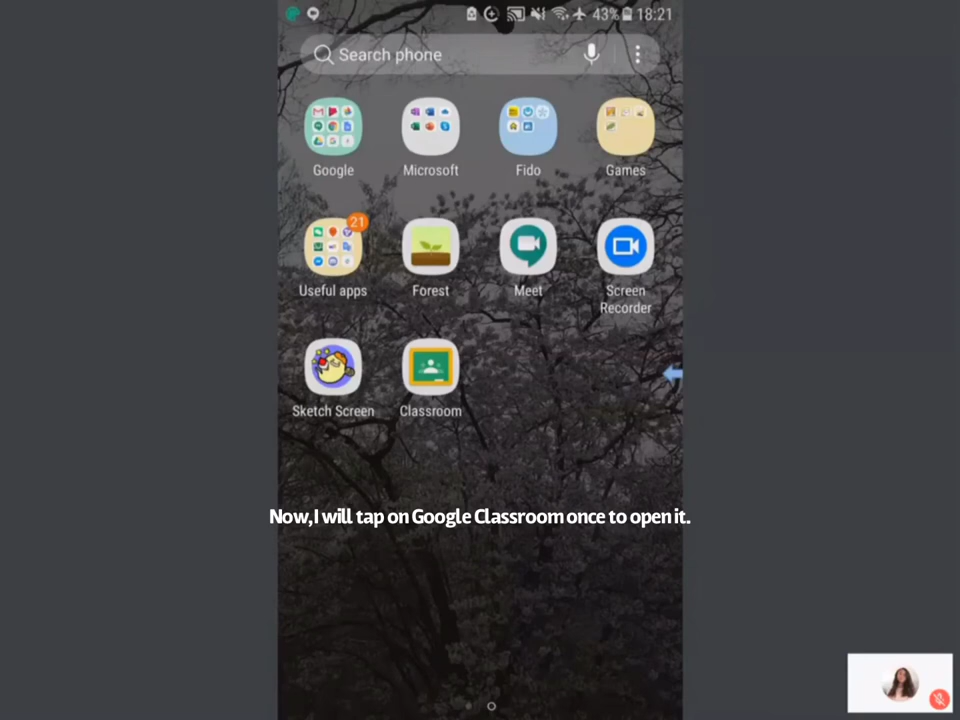 43% 18:21
Search phone
Google Microsoft Fido Games
21
Useful apps Forest Meet Screen Recorder
Sketch Screen Classroom
Now, I will tap on Google Classroom once to open it.